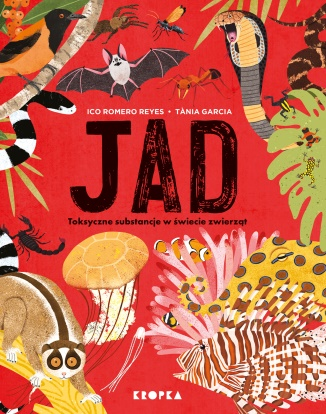 ICO ROMERO REYES • TÀNIA GARCIA
JAD
Toksyczne substancje w świecie zwierząt
KROPKA